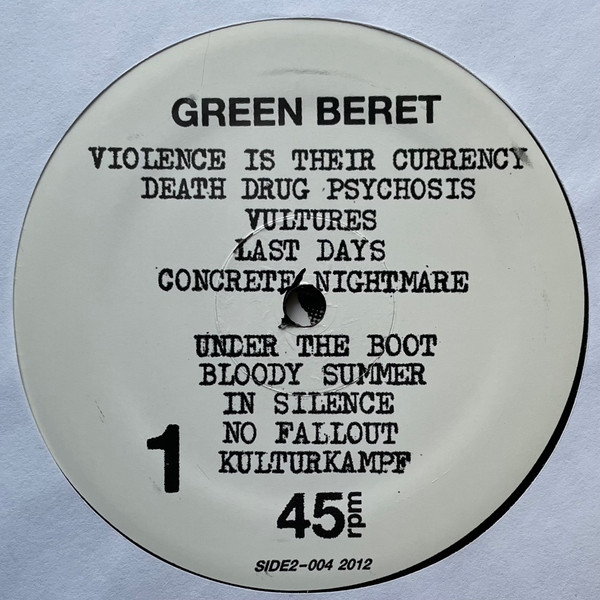 GREEN BERET
VIOLENCE IS THEIR CURRENCY
DEATH DRUG PSYCHOSIS
VULTURES
LAST DAYS
CONCRETE NIGHTMARE
UNDER THE BOOT
BLOODY SUMMER
IN SILENCE
NO FALLOUT
KULTURKAMPF
1
45 rpm
SIDE2-004 2012